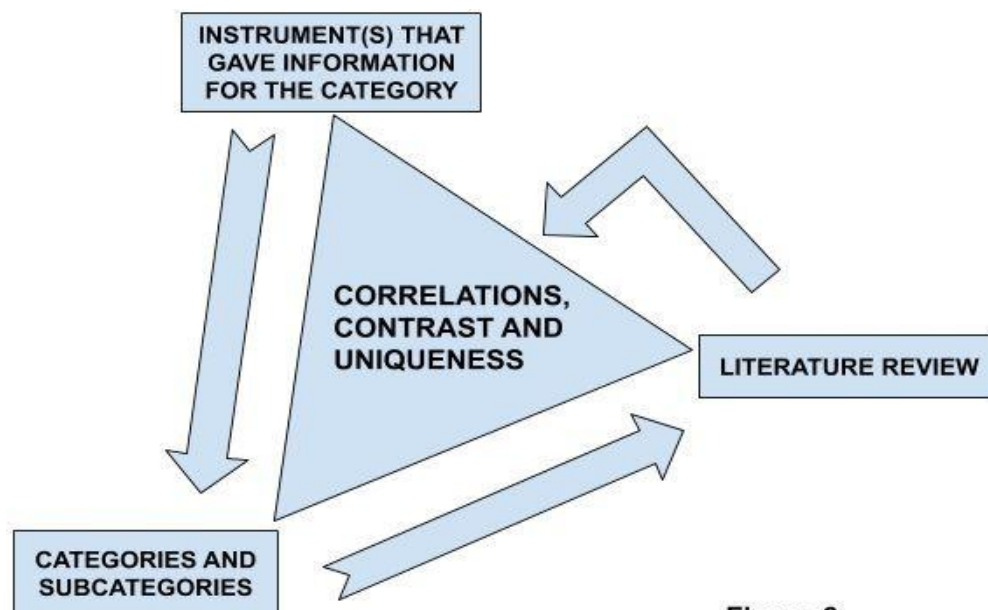 INSTRUMENT(S) THAT
GAVE INFORMATION
FOR THE CATEGORY
CORRELATIONS,
CONTRAST AND
UNIQUENESS
LITERATURE REVIEW
CATEGORIES AND
SUBCATEGORIES